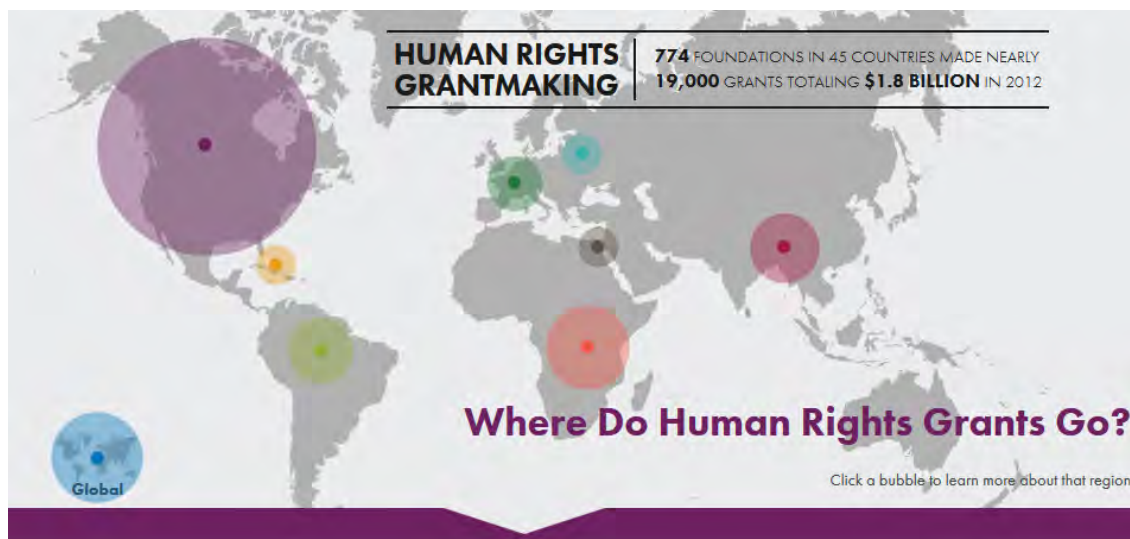 HUMAN RIGHTS
GRANTMAKING
774 FOUNDATIONS IN 45 COUNTRIES MADE NEARLY
19,000 GRANTS TOTALING $1.8 BILLION IN 2012
Where Do Human Rights Grants Go?
Click a bubble to learn more about that region
Global